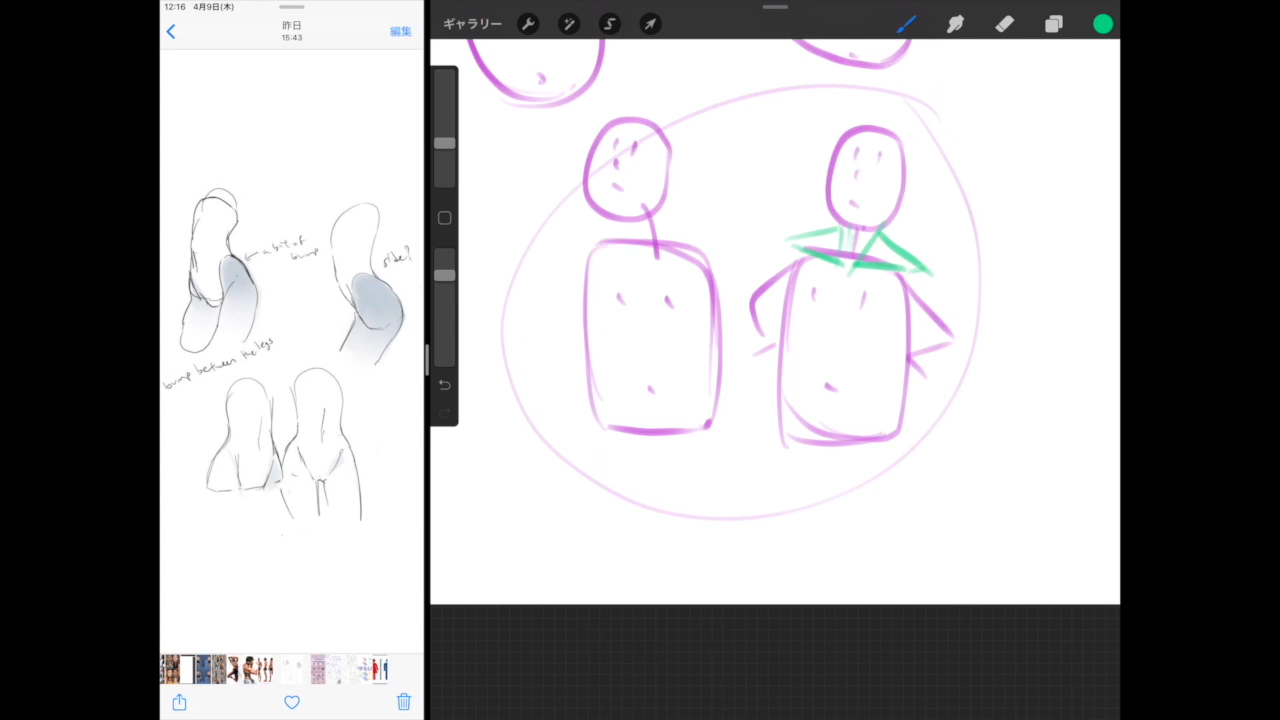 12:16 4月9日(木)
昨日
15:43
編集
ギャラリー
a bit of
bump
side?
bump between the legs